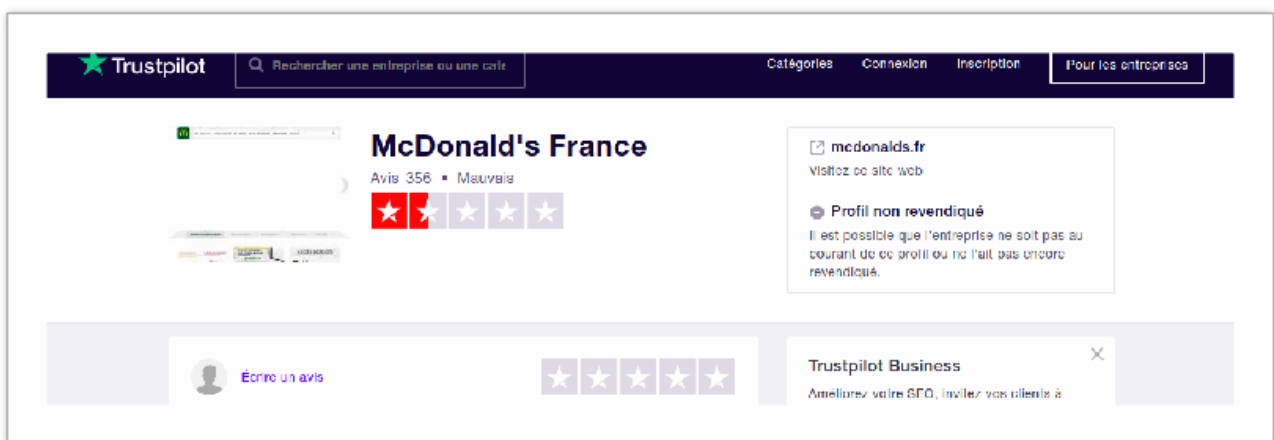 Trustpilot
Rechercher une entreprise ou une caté
Catégories Connexion Inscription Pour les entreprises
McDonald's France
Avis 356 • Mauvais
mcdonalds.fr
Visitez ce site web
Profil non revendiqué
Il est possible que l'entreprise ne soit pas au
courant de ce profil ou ne l'ait pas encore
revendiqué.
Écrire un avis
Trustpilot Business
Améliorez votre SEO, invitez vos clients à